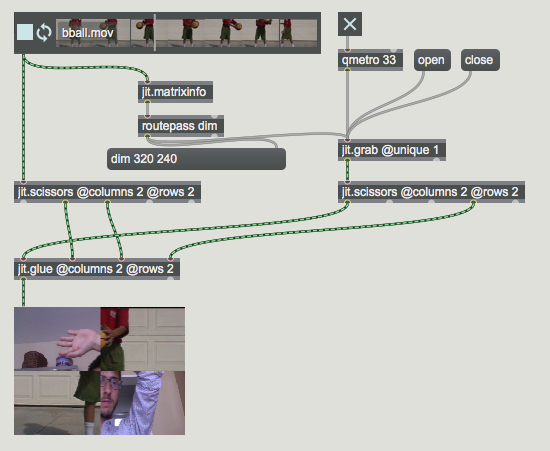 bball.mov
qmetro 33
open
close
jit.matrixinfo
routepass dim
jit.grab @unique 1
dim 320 240
jit.scissors @columns 2 @rows 2
jit.scissors @columns 2 @rows 2
jit.glue @columns 2 @rows 2